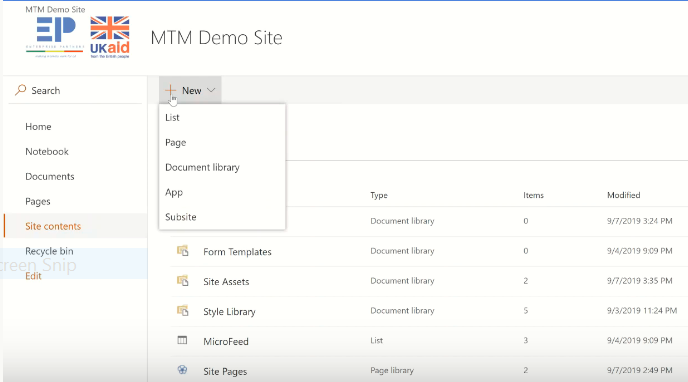 MTM Demo Site
EP
UKaid
from the British people
MTM Demo Site
Search
New
Home
Notebook
Documents
Pages
Site contents
Recycle bin
Edit
creen Snip
List
Page
Document library
App
Subsite
Type Items Modified
Document library 0 9/7/2019 3:24 PM
Form Templates Document library 0 9/4/2019 9:09 PM
Site Assets Document library 2 9/7/2019 3:35 PM
Style Library Document library 5 9/3/2019 11:24 PM
MicroFeed List 3 9/4/2019 9:09 PM
Site Pages Page library 2 9/7/2019 2:49 PM